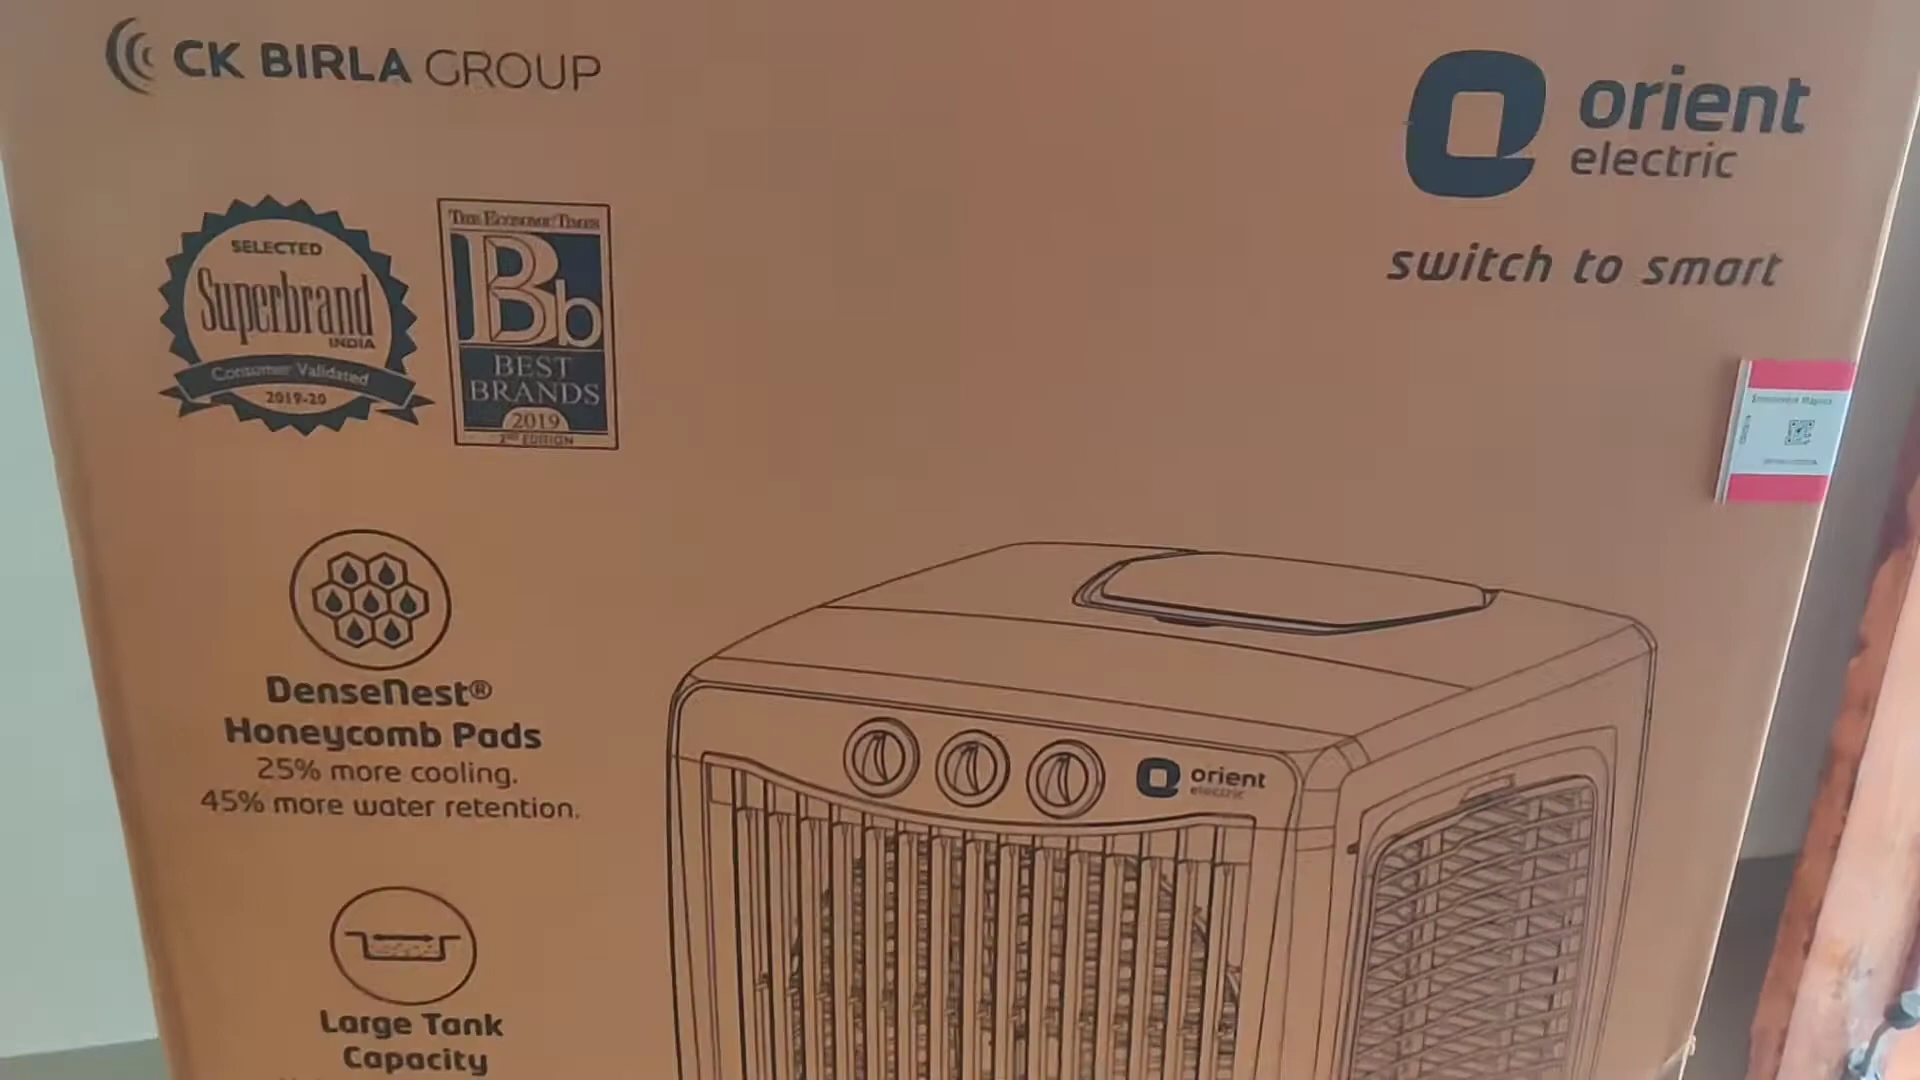 CK BIRLA GROUP
orient
electric
switch to smart
SELECTED
Superbrand
INDIA
Consumer Validated
2019-20
THE ECONOMIC TIMES
Bb
BEST
BRANDS
2019
2ND EDITION
DenseNest®
Honeycomb Pads
25% more cooling.
45% more water retention.
orient
electric
Large Tank
Capacity